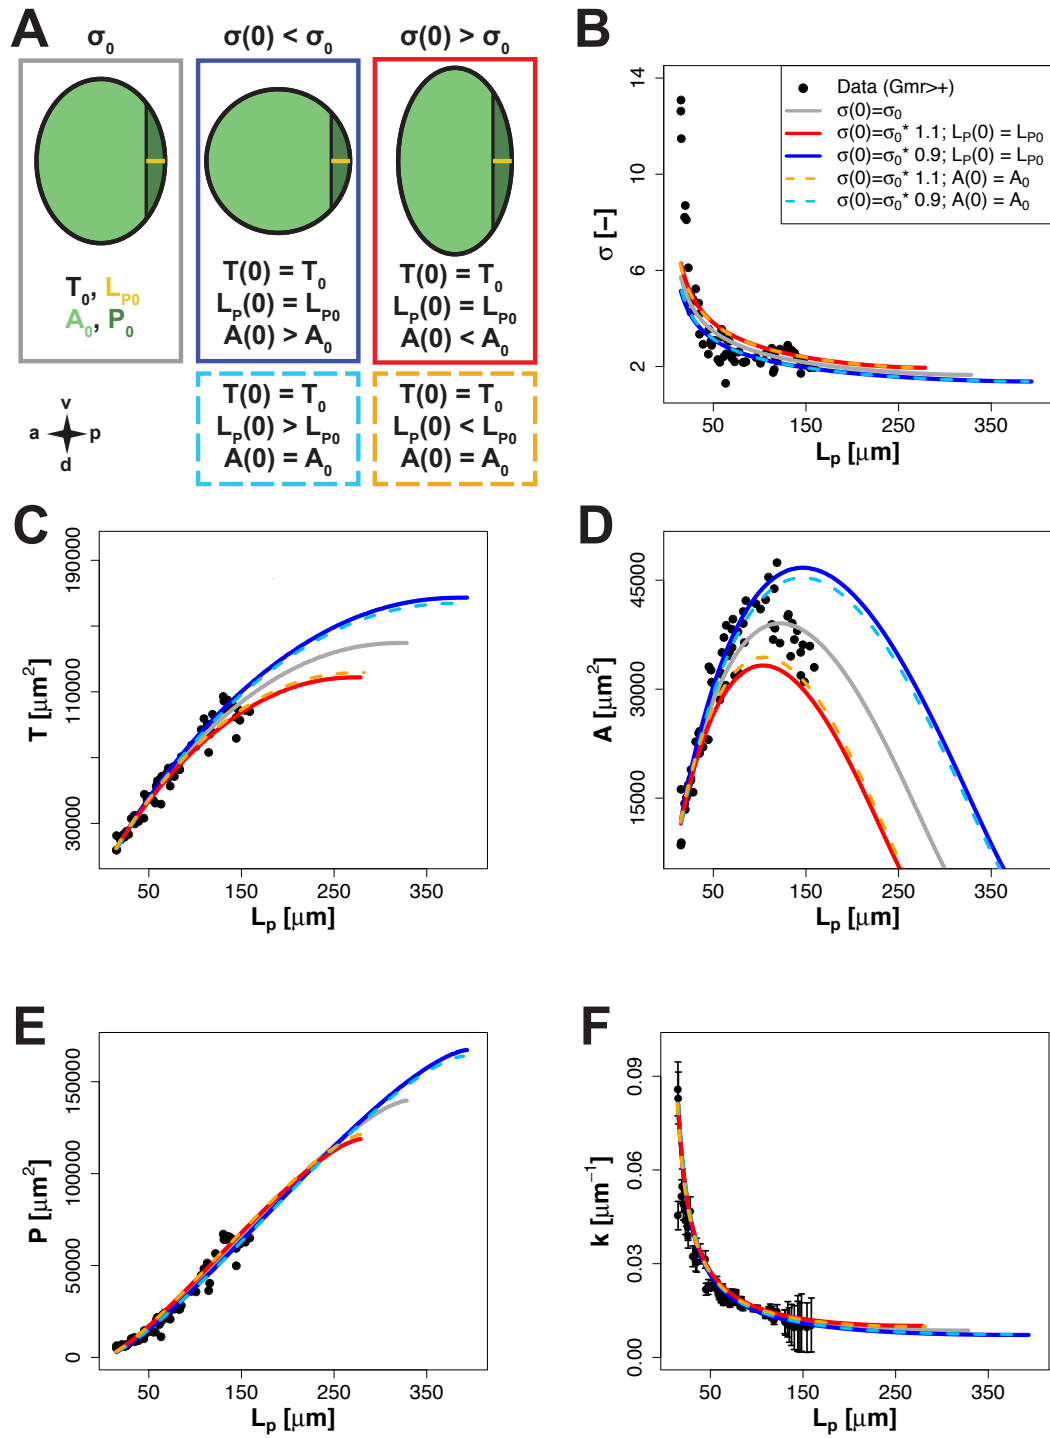 A
σ0
σ(0) < σ0
σ(0) > σ0
T0, LP0
A0, P0
T(0) = T0
LP(0) = LP0
A(0) > A0
T(0) = T0
LP(0) = LP0
A(0) < A0
T(0) = T0
LP(0) > LP0
A(0) = A0
T(0) = T0
LP(0) < LP0
A(0) = A0
v
a
p
d
B
σ [-]
14
10
6
2
Data (Gmr>+)
σ(0)=σ0
σ(0)=σ0* 1.1; LP(0) = LP0
σ(0)=σ0* 0.9; LP(0) = LP0
σ(0)=σ0* 1.1; A(0) = A0
σ(0)=σ0* 0.9; A(0) = A0
50 150 250 350
Lp [μm]
C
T [μm²]
190000
110000
30000
50 150 250 350
Lp [μm]
D
A [μm²]
45000
30000
15000
50 150 250 350
Lp [μm]
E
P [μm²]
150000
100000
50000
0
50 150 250 350
Lp [μm]
F
k [μm⁻¹]
0.09
0.06
0.03
0.00
50 150 250 350
Lp [μm]